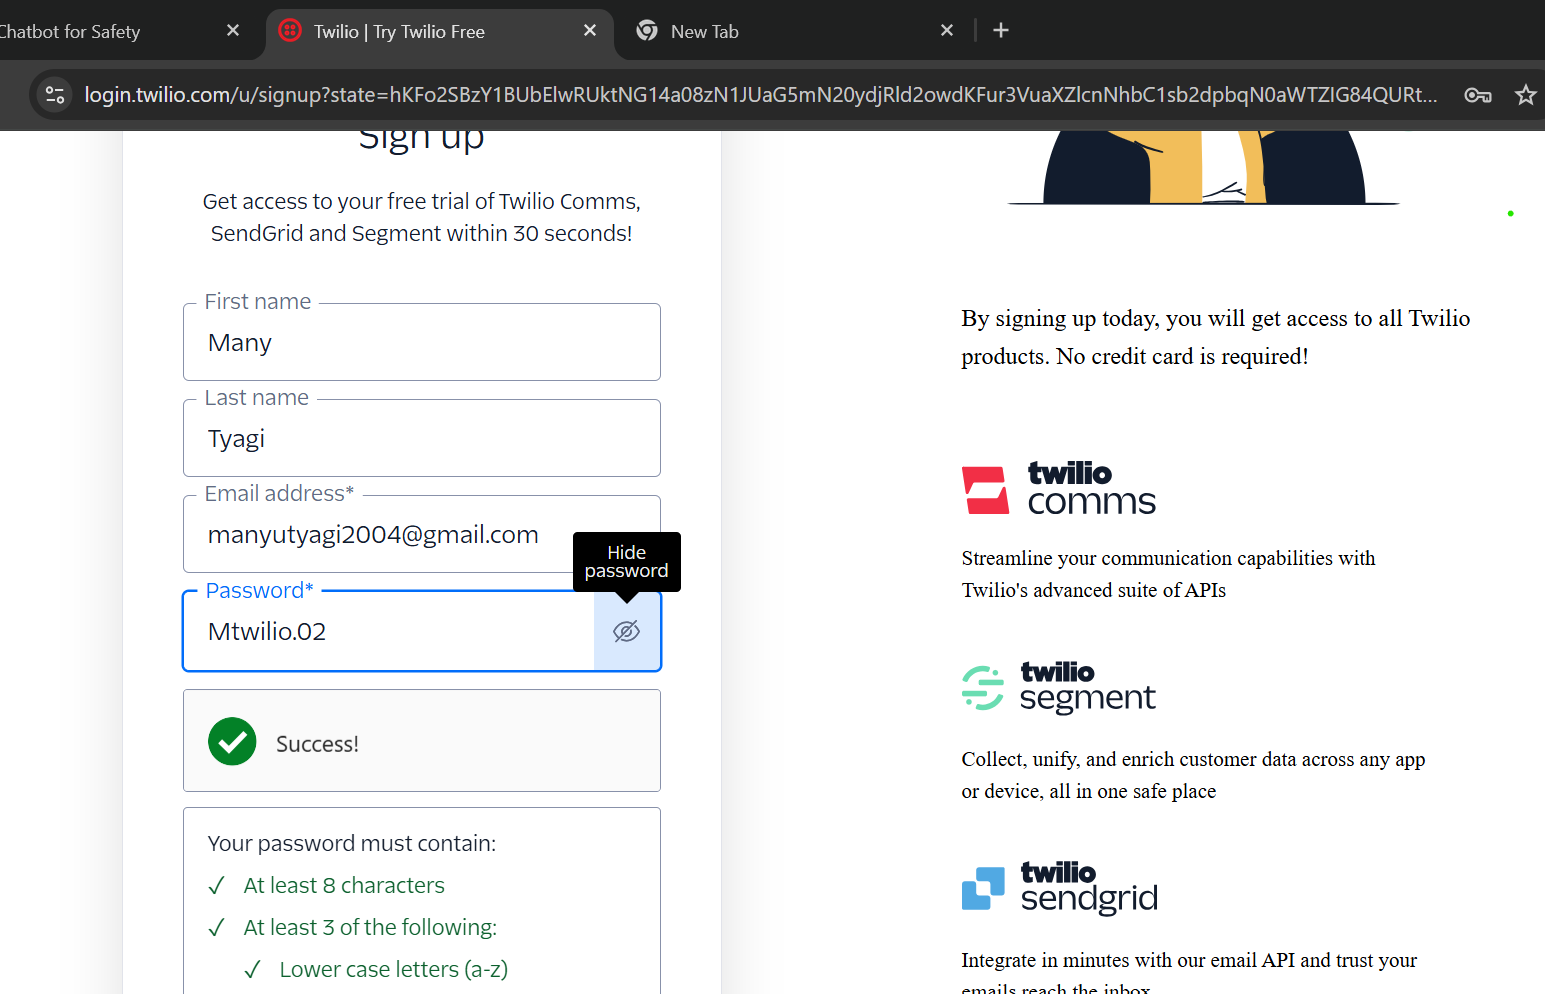 Chatbot for Safety
Twilio | Try Twilio Free
New Tab
login.twilio.com/u/signup?state=hKFo2SBzY1BUbElwRUktNG14a08zN1JUaG5mN20ydjRld2owdKFur3VuaXZlcnNhbC1sb2dpbqN0aWTZIG84QURt...
Sign up
Get access to your free trial of Twilio Comms,
SendGrid and Segment within 30 seconds!
First name
Many
Last name
Tyagi
Email address*
manyutyagi2004@gmail.com
Hide
password
Password*
Mtwilio.02
Success!
Your password must contain:
At least 8 characters
At least 3 of the following:
Lower case letters (a-z)
By signing up today, you will get access to all Twilio
products. No credit card is required!
twilio
comms
Streamline your communication capabilities with
Twilio's advanced suite of APIs
twilio
segment
Collect, unify, and enrich customer data across any app
or device, all in one safe place
twilio
sendgrid
Integrate in minutes with our email API and trust your
emails reach the inbox